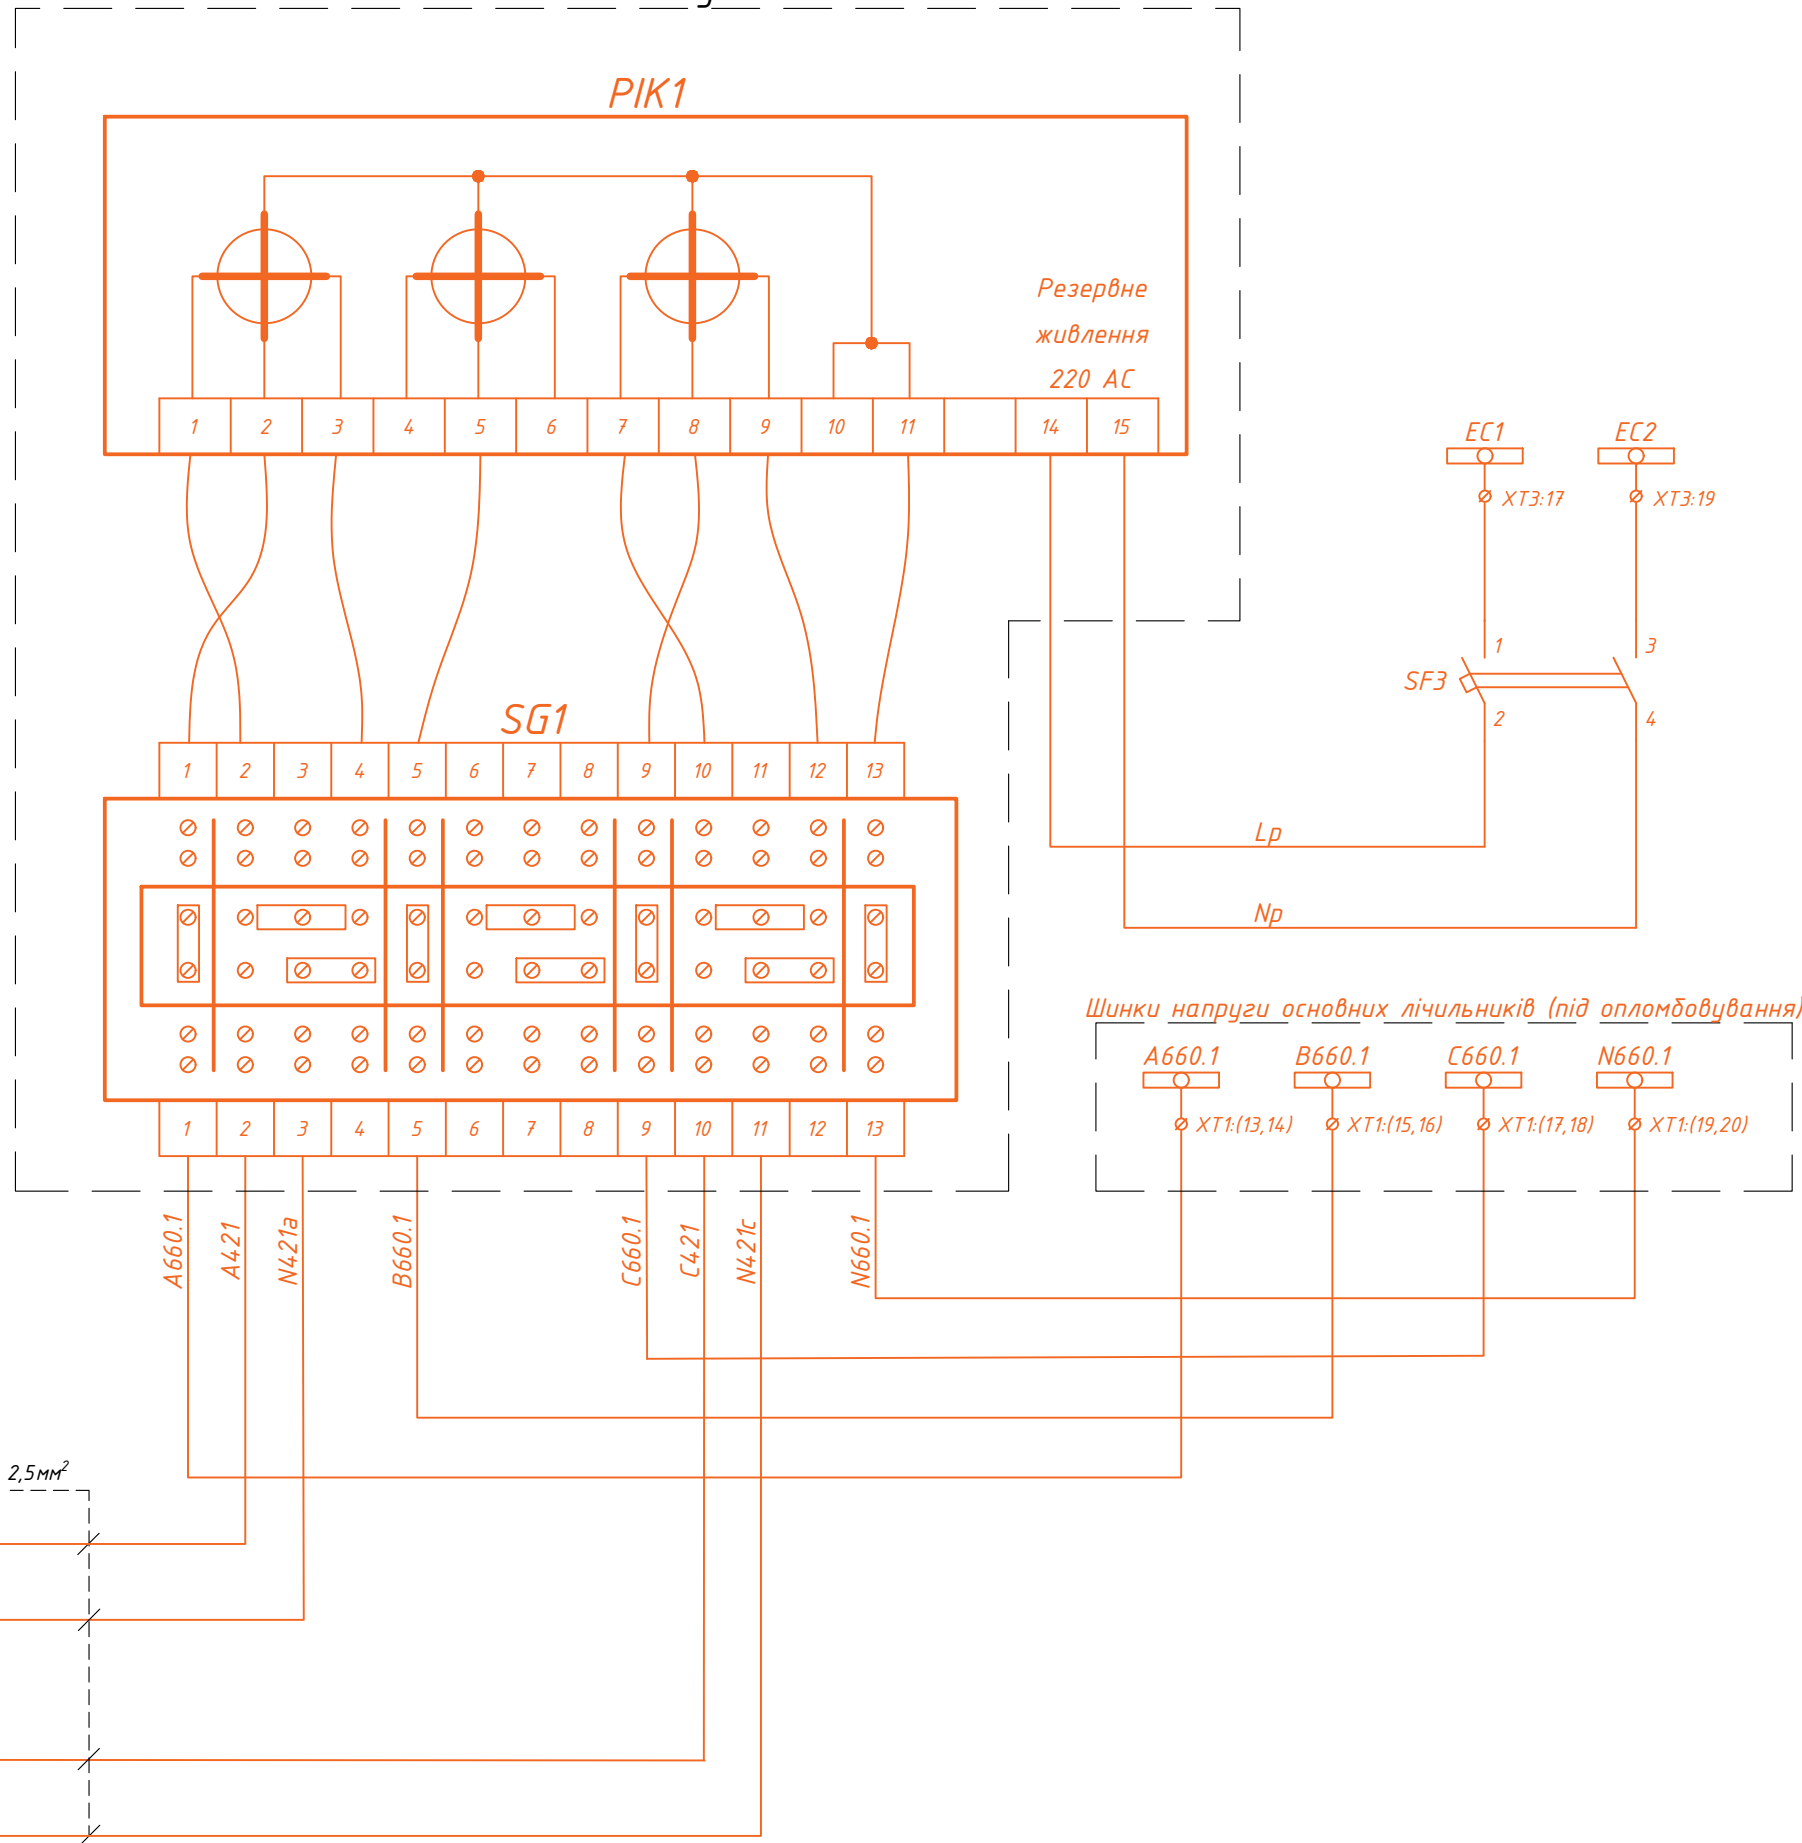 PIK1
Резервне
живлення
220 AC
1 2 3 4 5 6 7 8 9 10 11 14 15
EC1 EC2
XT3:17 XT3:19
1 3
SF3
2 4
SG1
1 2 3 4 5 6 7 8 9 10 11 12 13
Lp
Np
Шинки напруги основних лічильників (під опломбовування)
A660.1 B660.1 C660.1 N660.1
XT1:(13,14) XT1:(15,16) XT1:(17,18) XT1:(19,20)
1 2 3 4 5 6 7 8 9 10 11 12 13
A660.1 A421 N421a B660.1 C660.1 C421 N421c N660.1
2,5мм²